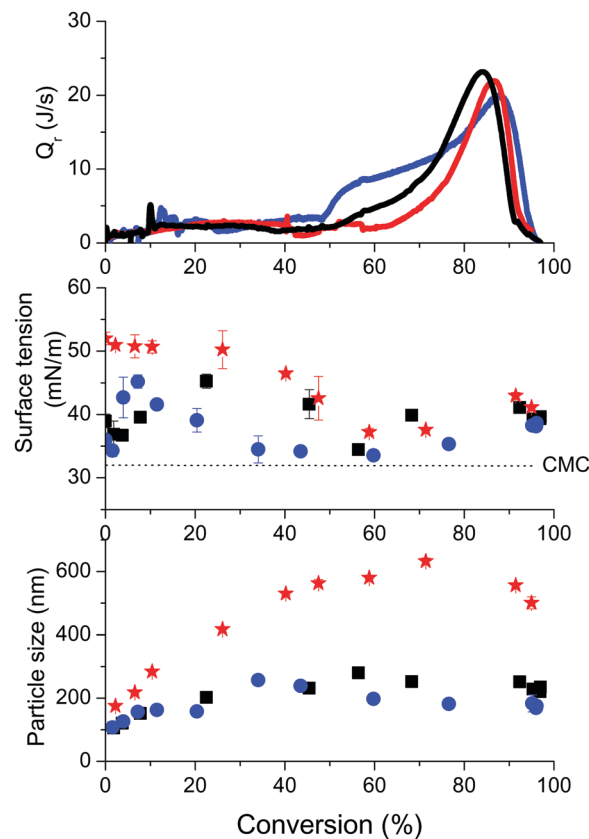 30
20
10
0
Qr (J/s)
0 20 40 60 80 100
60
50
40
30
Surface tension
(mN/m)
CMC
0 20 40 60 80 100
600
400
200
0
Particle size (nm)
0 20 40 60 80 100
Conversion (%)